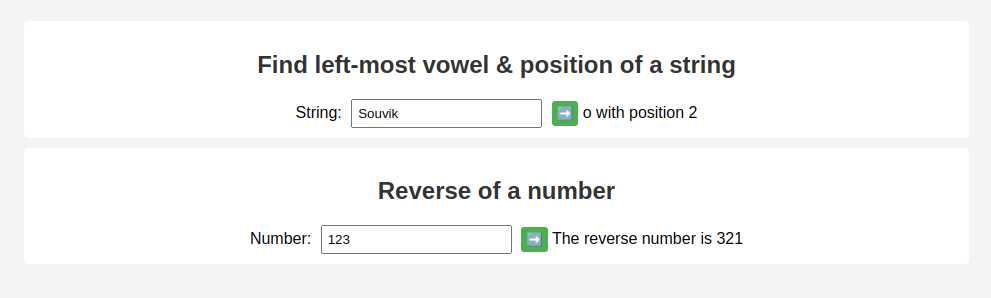 Find left-most vowel & position of a string
String: Souvik ➡ o with position 2
Reverse of a number
Number: 123 ➡ The reverse number is 321